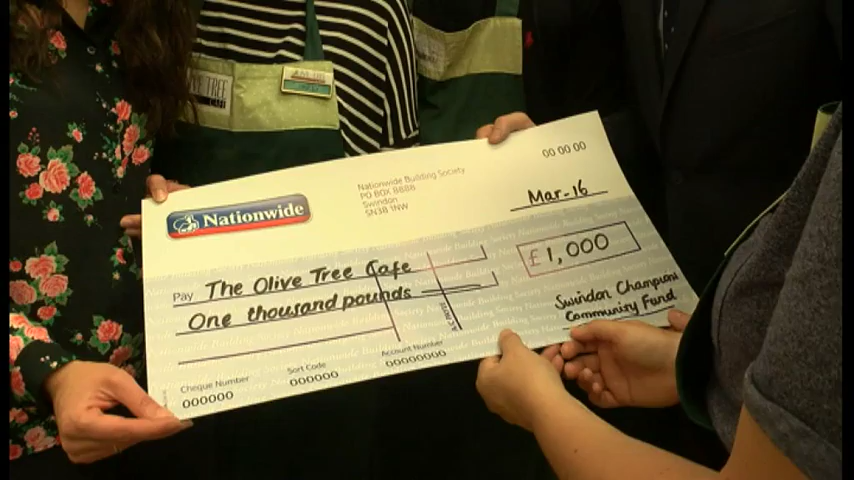 TREE
CAFE
00 00 00
Nationwide Building Society
PO BOX 8888
Swindon
SN38 1NW
Nationwide
Mar-16
Pay The Olive Tree Cafe
£1,000
One thousand pounds
Swindon Champions
Community Fund
Cheque Number
000000
Sort Code
000000
Account Number
00000000